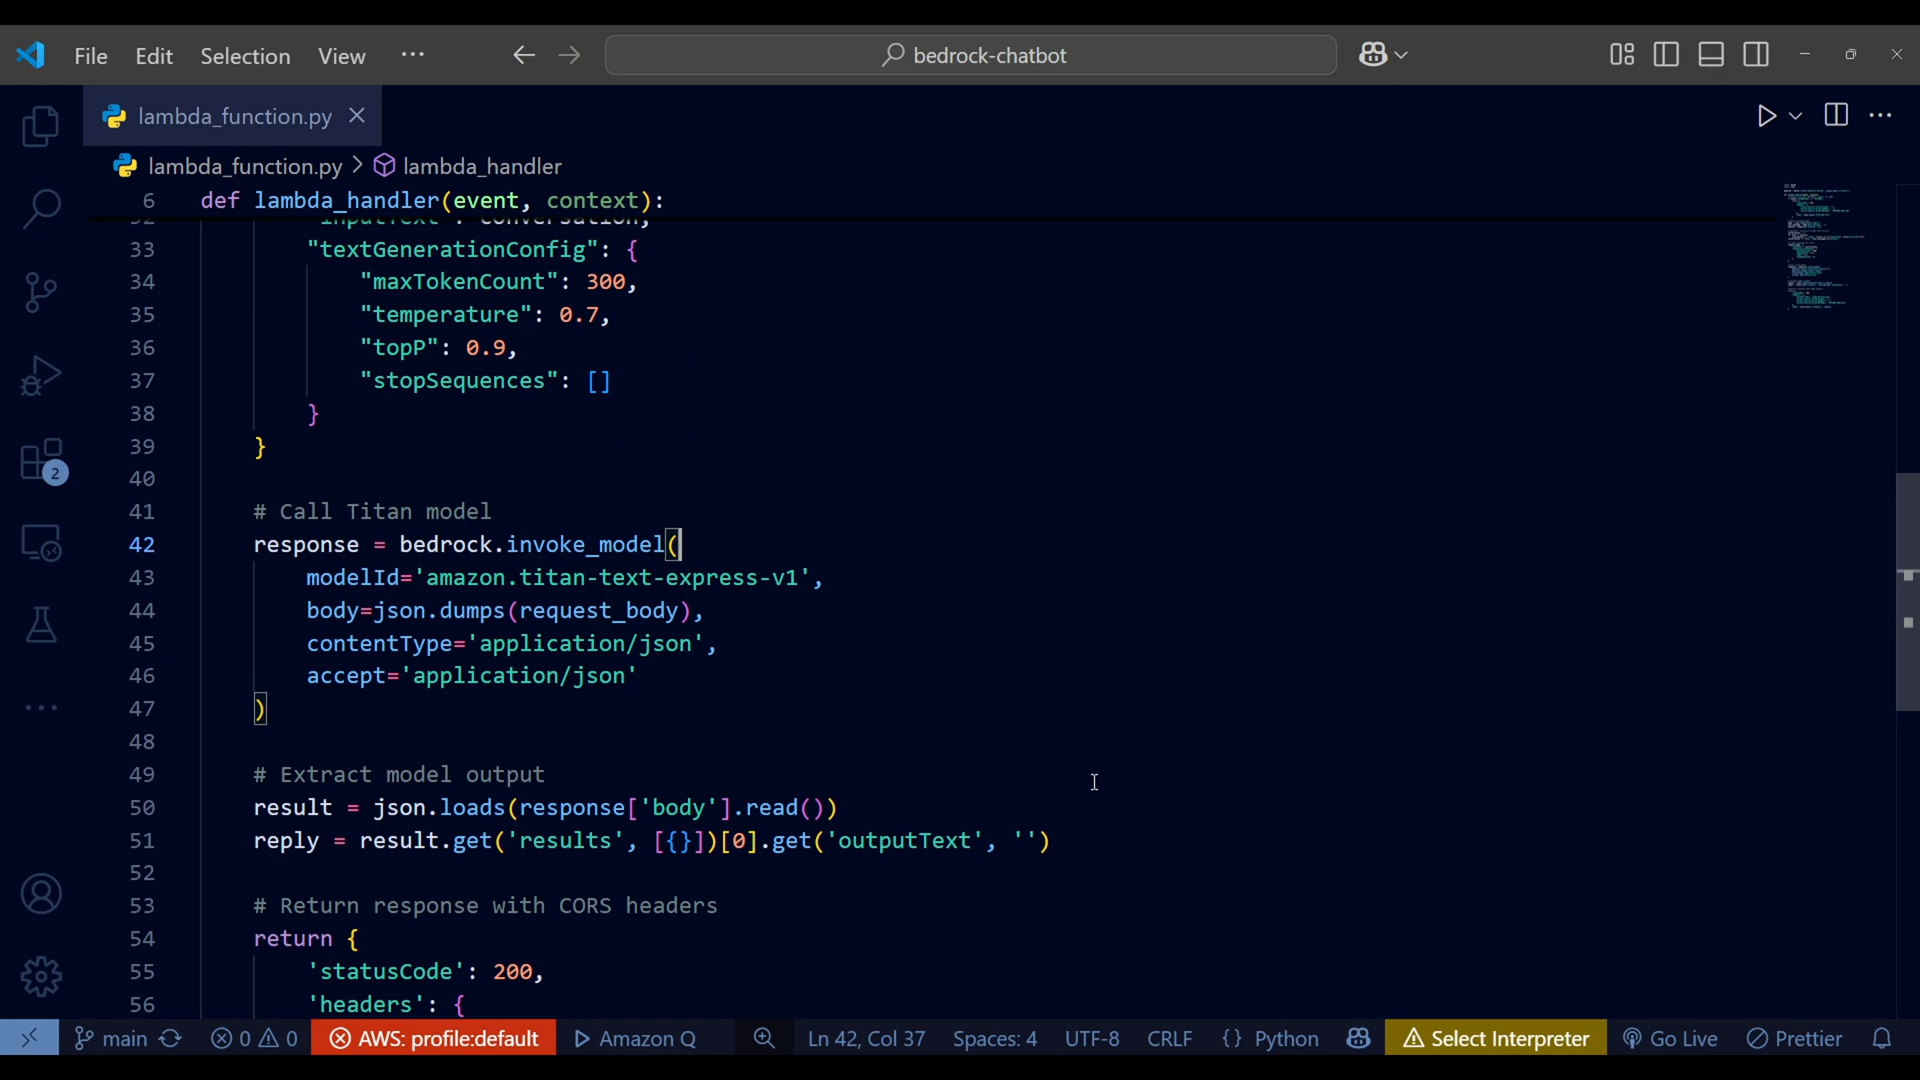 File Edit Selection View ··· bedrock-chatbot
lambda_function.py
lambda_function.py > lambda_handler
6 def lambda_handler(event, context):
32 "inputText": conversation,
33 "textGenerationConfig": {
34 "maxTokenCount": 300,
35 "temperature": 0.7,
36 "topP": 0.9,
37 "stopSequences": []
38 }
39 }
40
41 # Call Titan model
42 response = bedrock.invoke_model(
43 modelId='amazon.titan-text-express-v1',
44 body=json.dumps(request_body),
45 contentType='application/json',
46 accept='application/json'
47 )
48
49 # Extract model output
50 result = json.loads(response['body'].read())
51 reply = result.get('results', [{}])[0].get('outputText', '')
52
53 # Return response with CORS headers
54 return {
55 'statusCode': 200,
56 'headers': {
2
main 0 0 AWS: profile:default Amazon Q Ln 42, Col 37 Spaces: 4 UTF-8 CRLF {} Python Select Interpreter Go Live Prettier